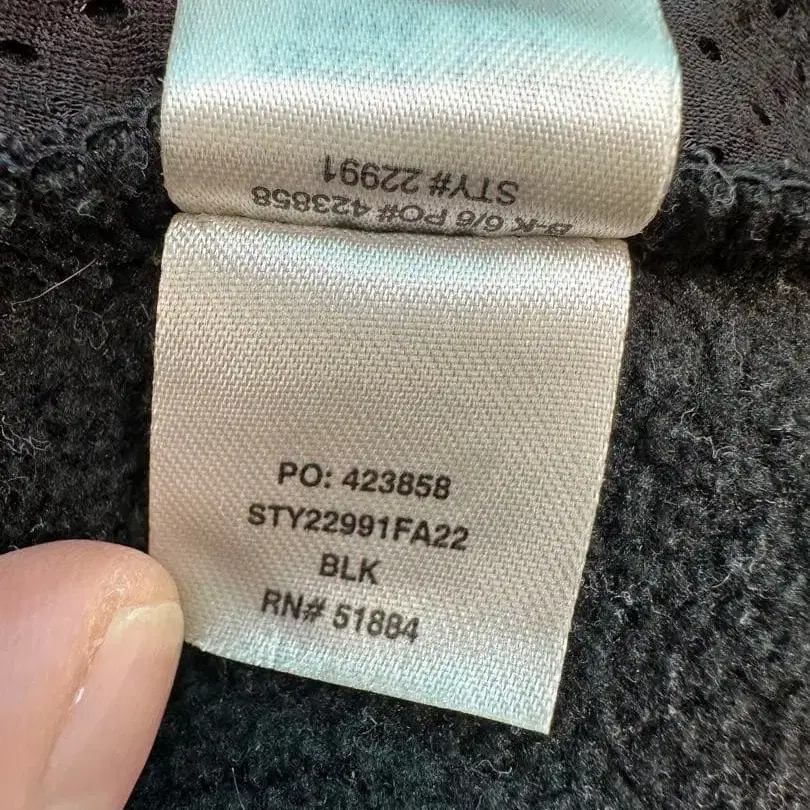 STY# 22991
B-K 6/6 PO# 423858
PO: 423858
STY22991FA22
BLK
RN# 51884